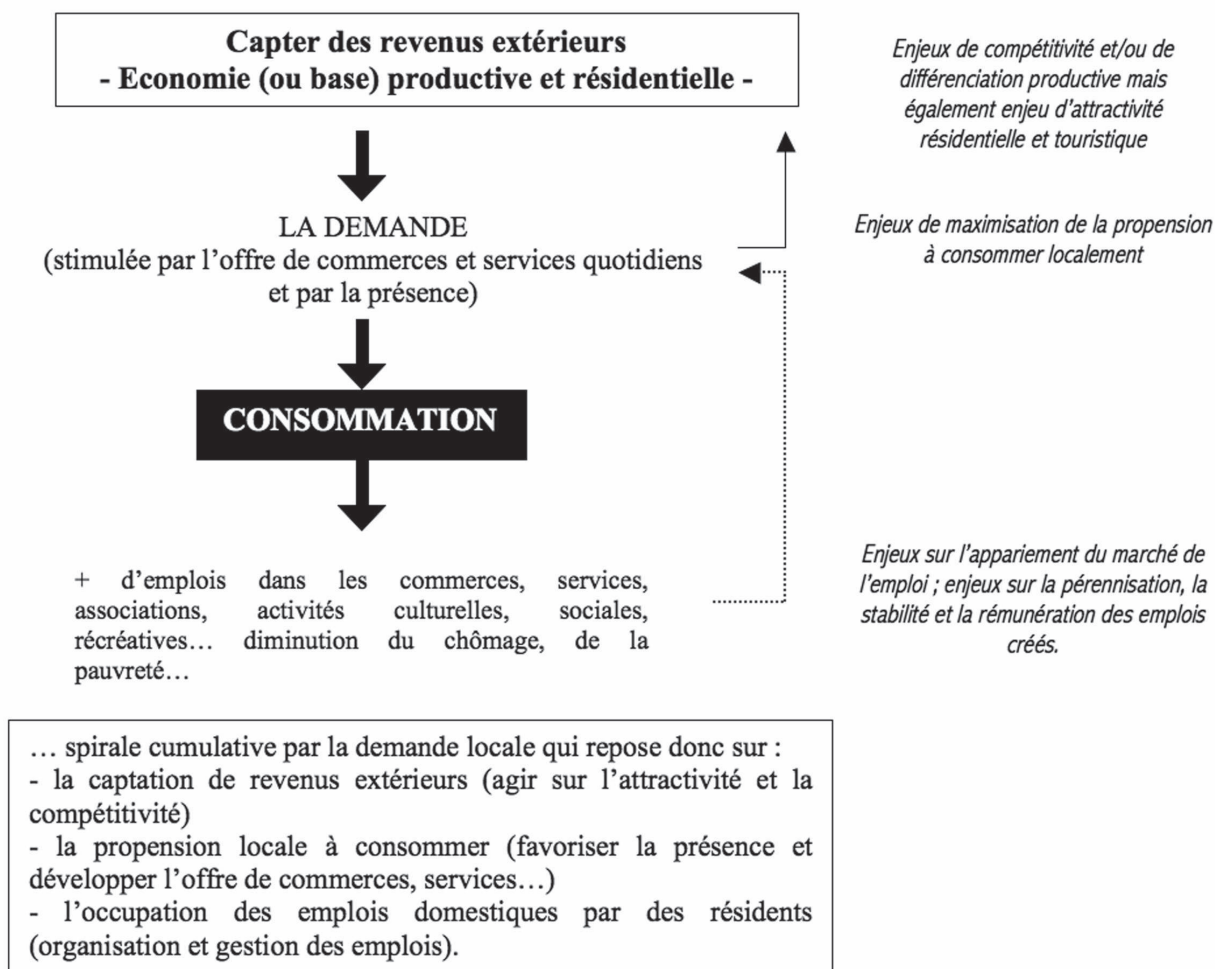 Capter des revenus extérieurs
- Economie (ou base) productive et résidentielle -
Enjeux de compétitivité et/ou de
différenciation productive mais
également enjeu d'attractivité
résidentielle et touristique
LA DEMANDE
(stimulée par l'offre de commerces et services quotidiens
et par la présence)
Enjeux de maximisation de la propension
à consommer localement
CONSOMMATION
+ d'emplois dans les commerces, services,
associations, activités culturelles, sociales,
récréatives… diminution du chômage, de la
pauvreté…
Enjeux sur l'appariement du marché de
l'emploi ; enjeux sur la pérennisation, la
stabilité et la rémunération des emplois
créés.
… spirale cumulative par la demande locale qui repose donc sur :
- la captation de revenus extérieurs (agir sur l'attractivité et la
compétitivité)
- la propension locale à consommer (favoriser la présence et
développer l'offre de commerces, services…)
- l'occupation des emplois domestiques par des résidents
(organisation et gestion des emplois).